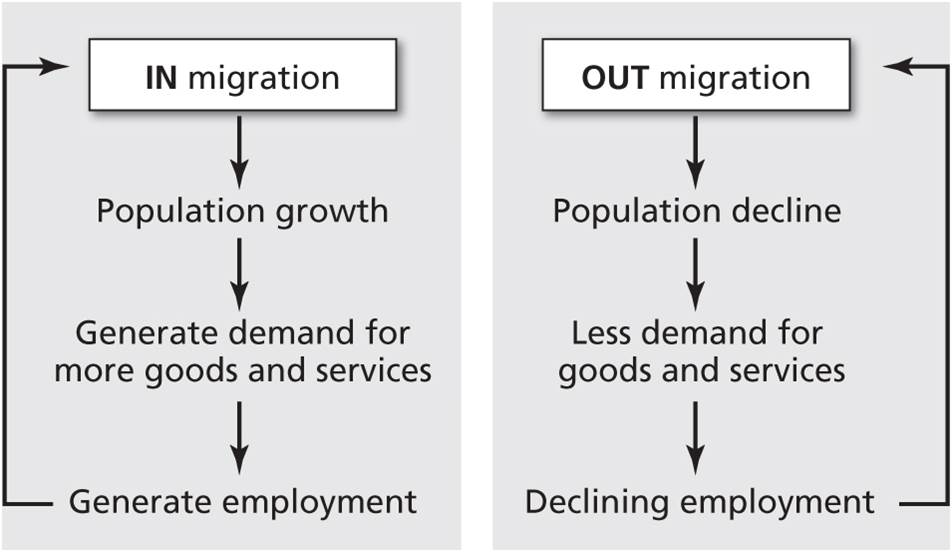 IN migration
Population growth
Generate demand for
more goods and services
Generate employment
OUT migration
Population decline
Less demand for
goods and services
Declining employment